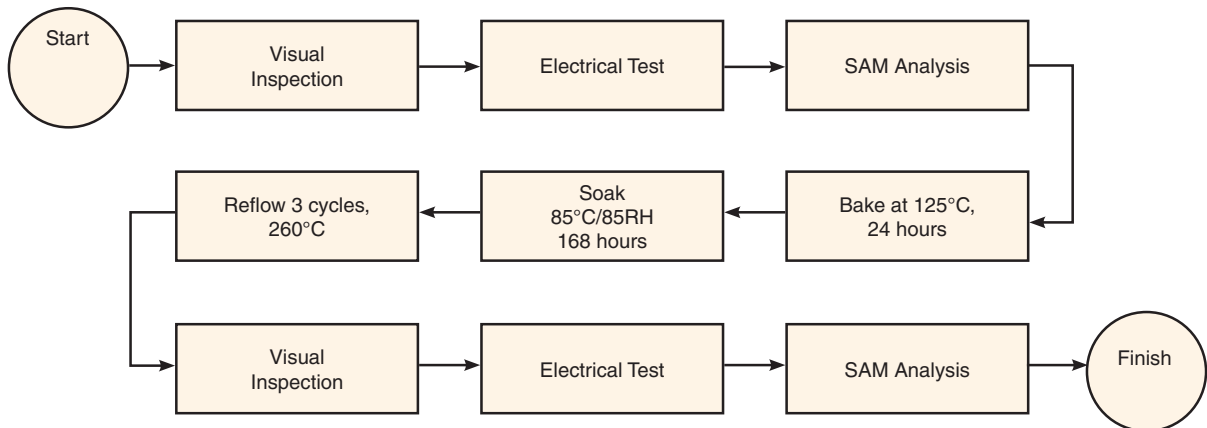 Start
Visual
Inspection
Electrical Test
SAM Analysis
Bake at 125°C,
24 hours
Soak
85°C/85RH
168 hours
Reflow 3 cycles,
260°C
Visual
Inspection
Electrical Test
SAM Analysis
Finish